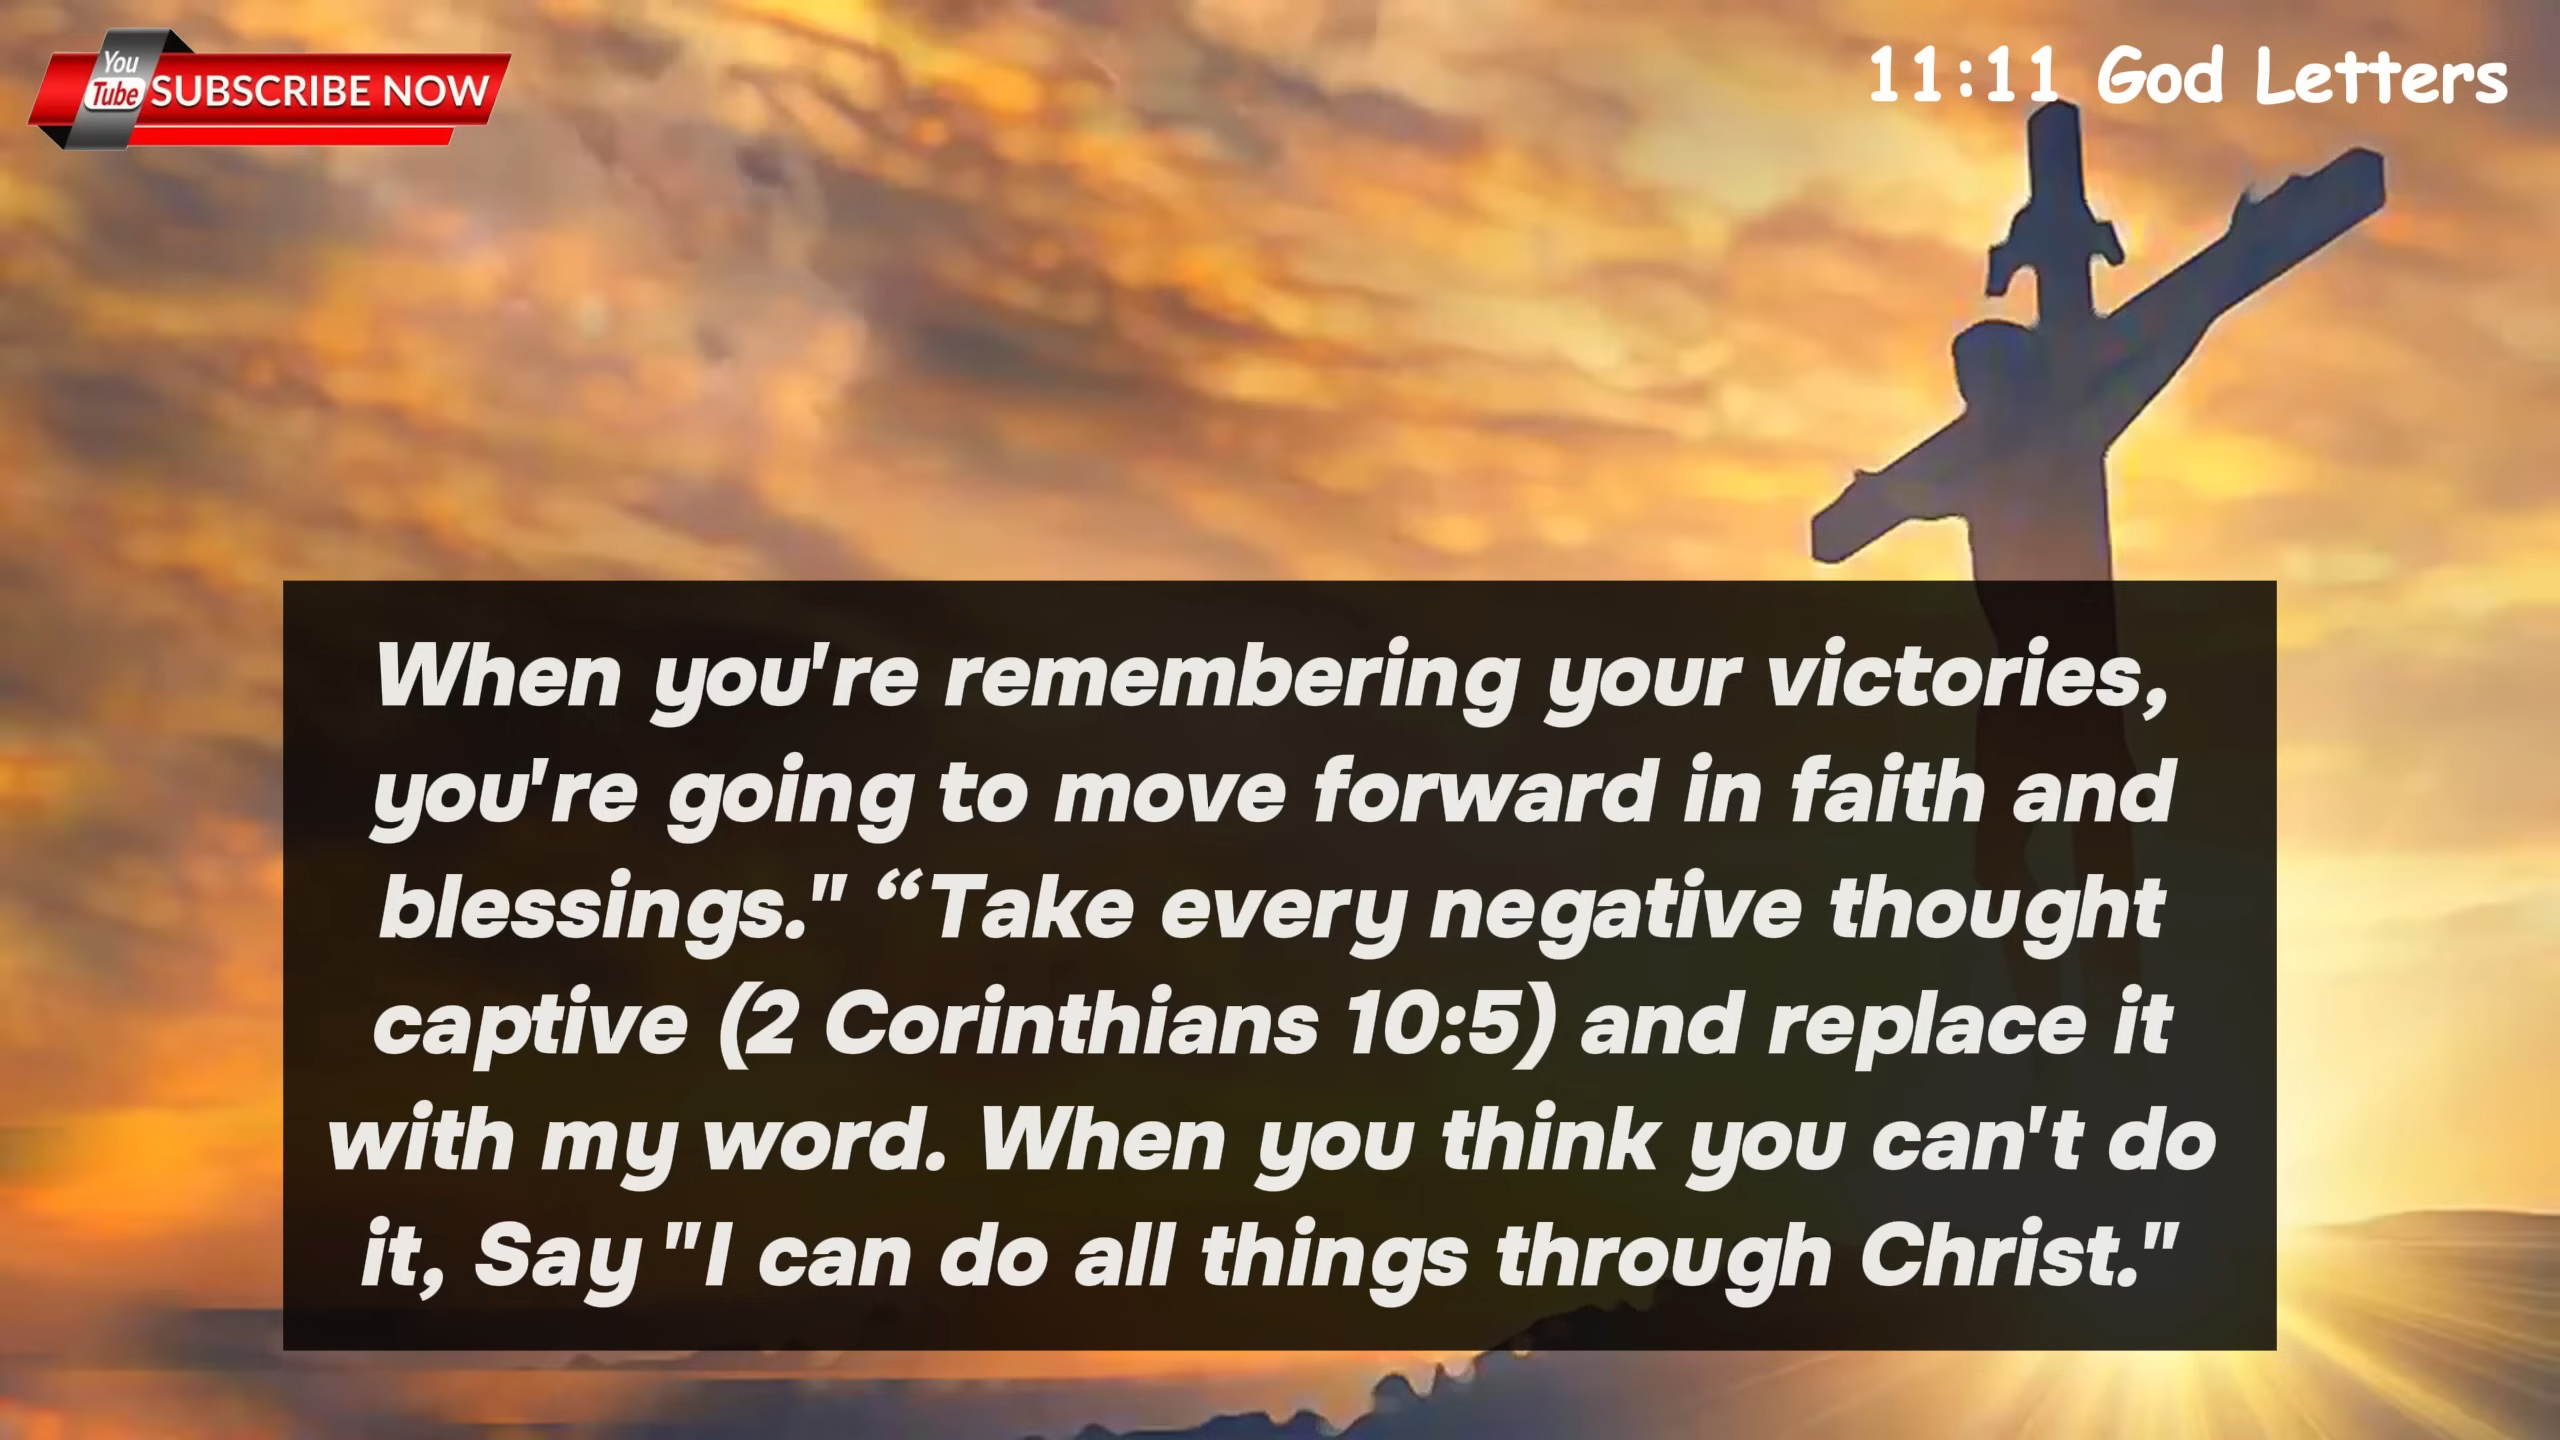 You
Tube
SUBSCRIBE NOW
11:11 God Letters
When you're remembering your victories,
you're going to move forward in faith and
blessings." “Take every negative thought
captive (2 Corinthians 10:5) and replace it
with my word. When you think you can't do
it, Say "I can do all things through Christ."